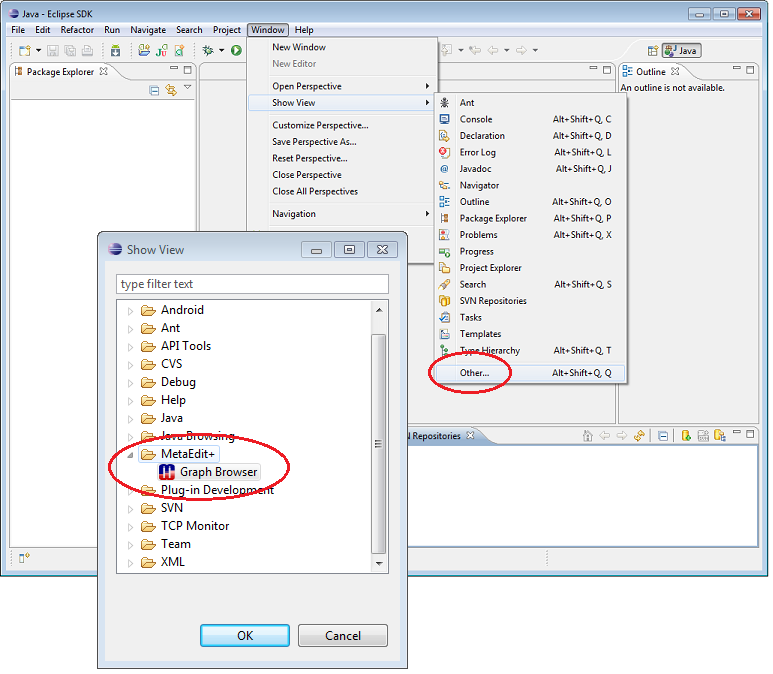 Java - Eclipse SDK
File Edit Refactor Run Navigate Search Project Window Help
Java
Package Explorer
New Window
New Editor
Open Perspective
Show View
Customize Perspective...
Save Perspective As...
Reset Perspective...
Close Perspective
Close All Perspectives
Navigation
Ant
Console Alt+Shift+Q, C
Declaration Alt+Shift+Q, D
Error Log Alt+Shift+Q, L
Javadoc Alt+Shift+Q, J
Navigator
Outline Alt+Shift+Q, O
Package Explorer Alt+Shift+Q, P
Problems Alt+Shift+Q, X
Progress
Project Explorer
Search Alt+Shift+Q, S
SVN Repositories
Tasks
Templates
Type Hierarchy Alt+Shift+Q, T
Other... Alt+Shift+Q, Q
Outline
An outline is not available.
N Repositories
Show View
type filter text
Android
Ant
API Tools
CVS
Debug
Help
Java
Java Browsing
MetaEdit+
Graph Browser
Plug-in Development
SVN
TCP Monitor
Team
XML
OK Cancel